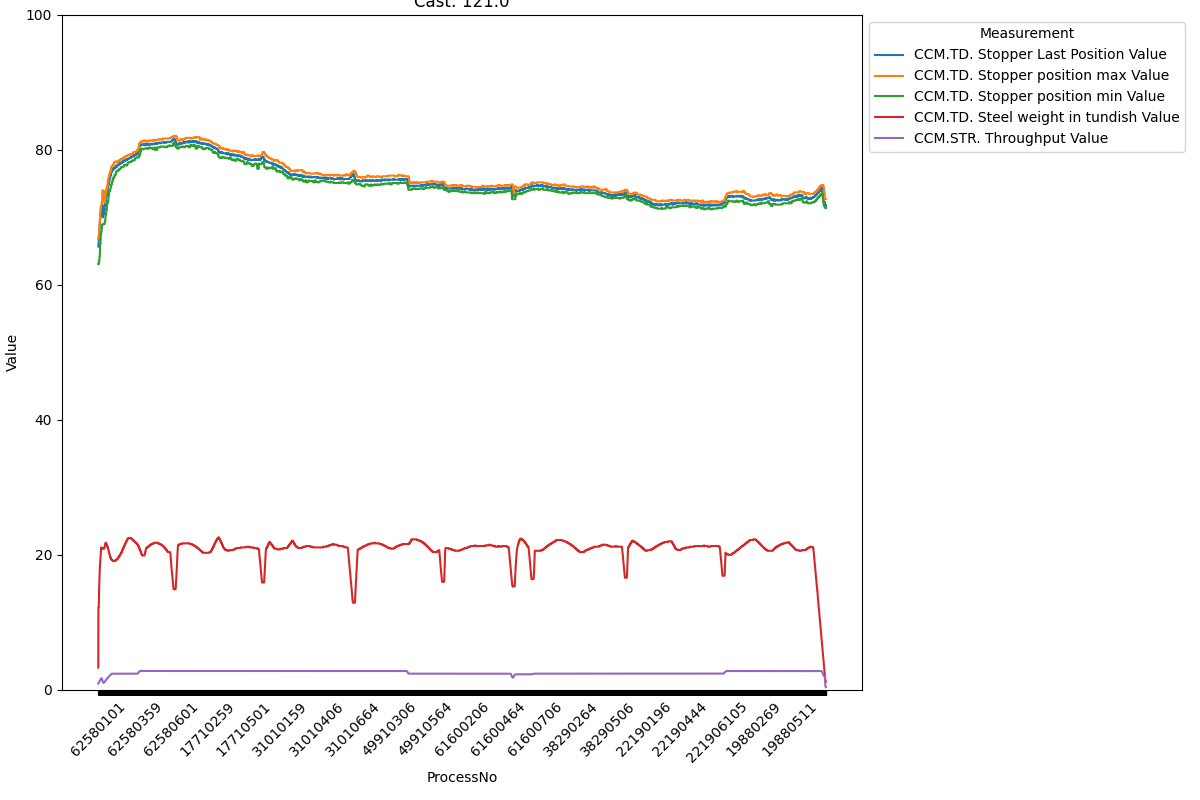 Cast: 121.0
Measurement
CCM.TD. Stopper Last Position Value
CCM.TD. Stopper position max Value
CCM.TD. Stopper position min Value
CCM.TD. Steel weight in tundish Value
CCM.STR. Throughput Value
Value
100
80
60
40
20
0
62580101
62580359
62580601
17710259
17710501
31010159
31010406
31010664
49910306
49910564
61600206
61600464
61600706
38290264
38290506
22190196
22190444
221906105
19880269
19880511
ProcessNo